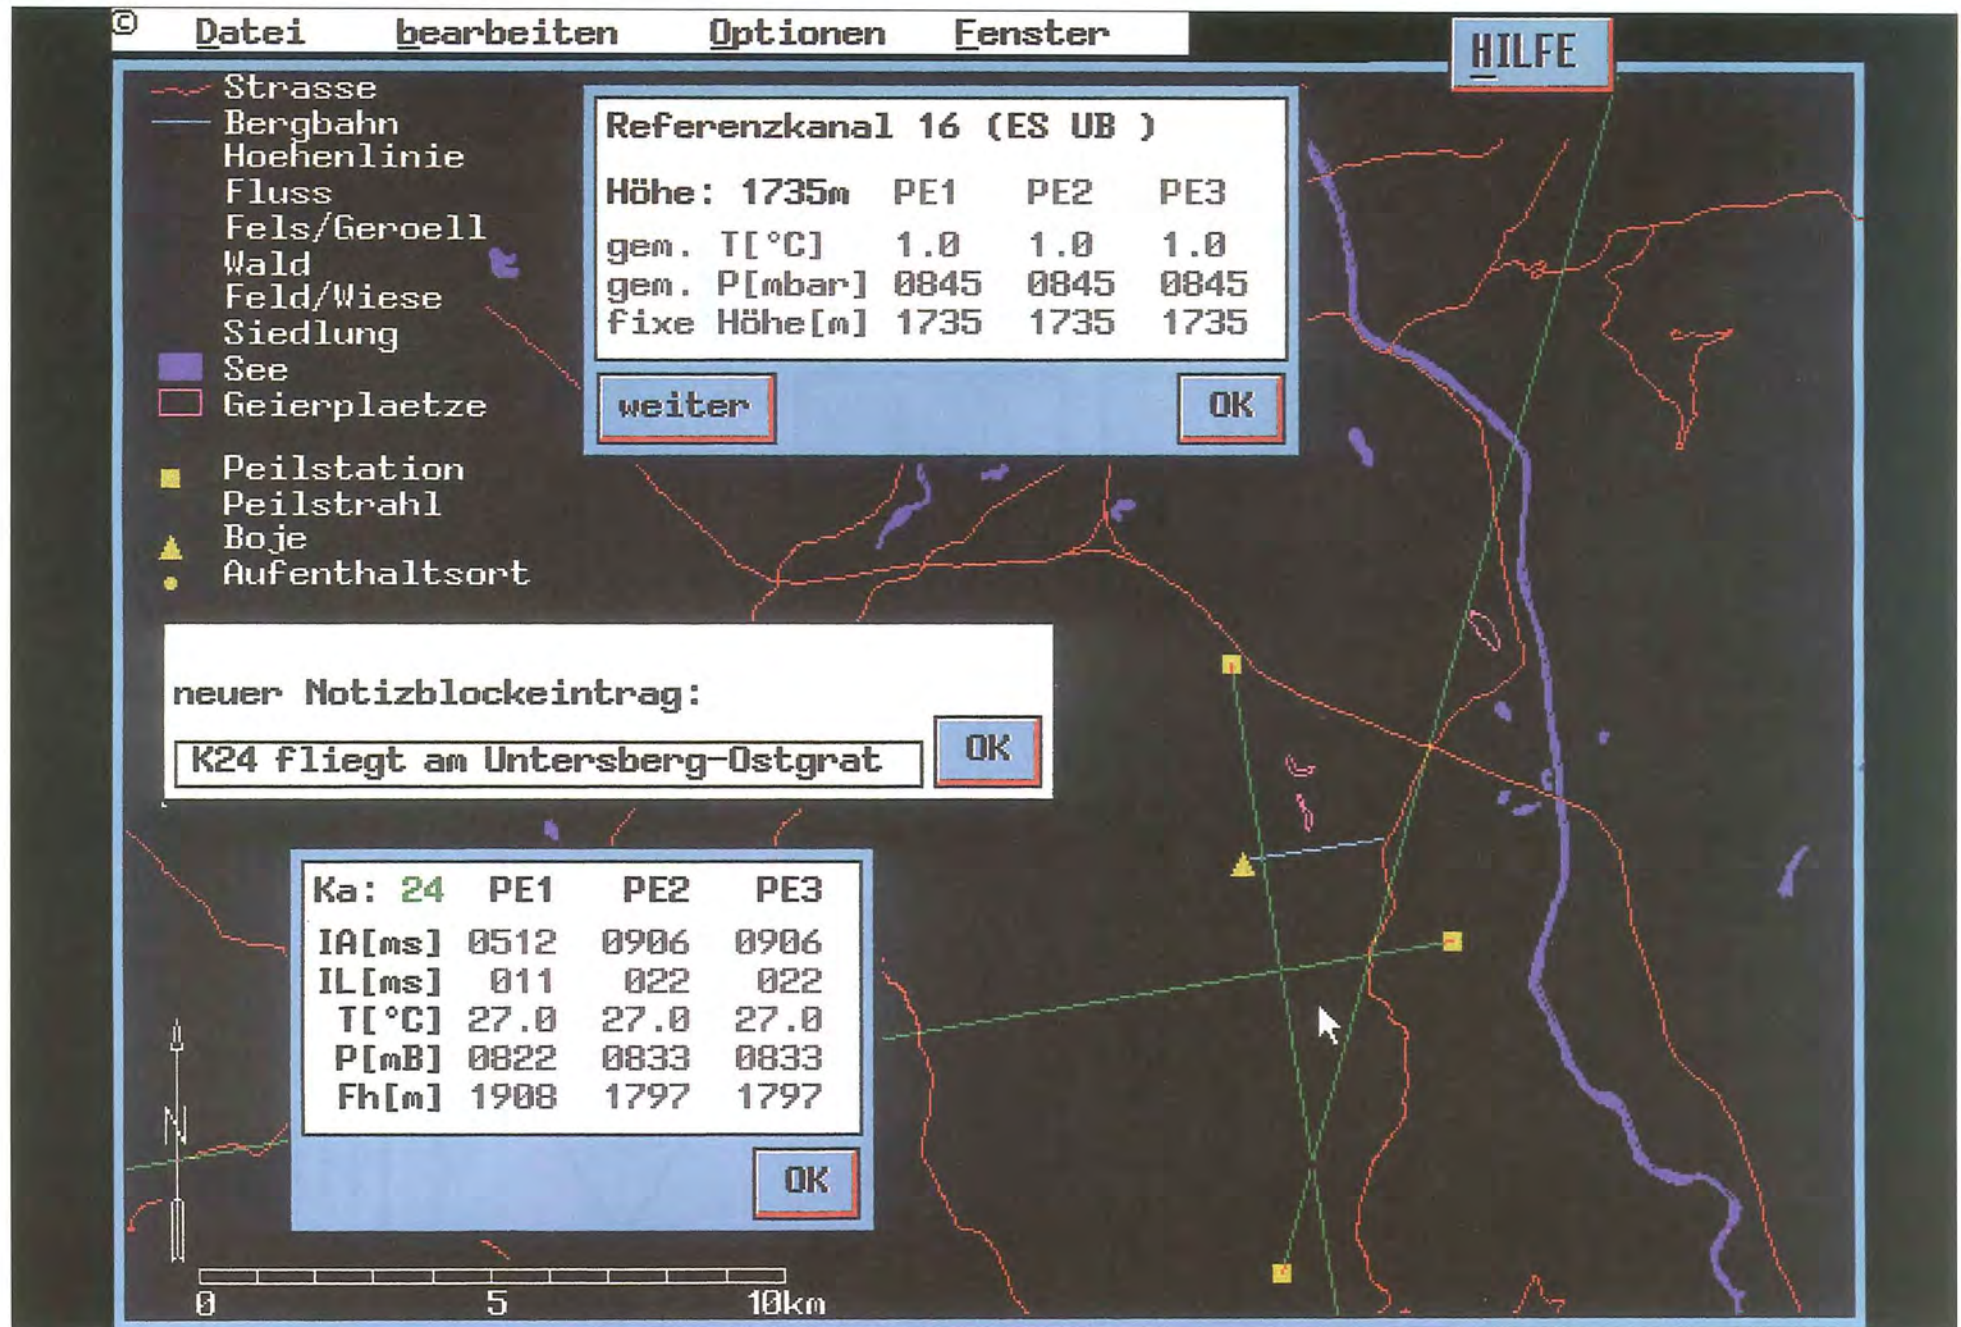 © Datei bearbeiten Optionen Fenster HILFE
Strasse
Bergbahn
Hoehenlinie
Fluss
Fels/Geroell
Wald
Feld/Wiese
Siedlung
See
Geierplaetze
Peilstation
Peilstrahl
Boje
Aufenthaltsort
Referenzkanal 16 (ES UB )
Höhe: 1735m PE1 PE2 PE3
gem. T[°C] 1.0 1.0 1.0
gem. P[mbar] 0845 0845 0845
fixe Höhe[m] 1735 1735 1735
weiter OK
neuer Notizblockeintrag:
K24 fliegt am Untersberg-Ostgrat OK
Ka: 24 PE1 PE2 PE3
IA[ms] 0512 0906 0906
IL[ms] 011 022 022
T[°C] 27.0 27.0 27.0
P[mB] 0822 0833 0833
Fh[m] 1908 1797 1797
OK
N
0 5 10km